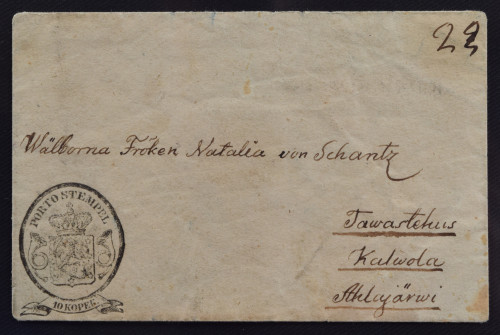 22
Wälborna Fröken Natalia von Schantz
Tawastehus
Kalwola
Ahlajärwi
PORTO STEMPEL
10 KOPEK.